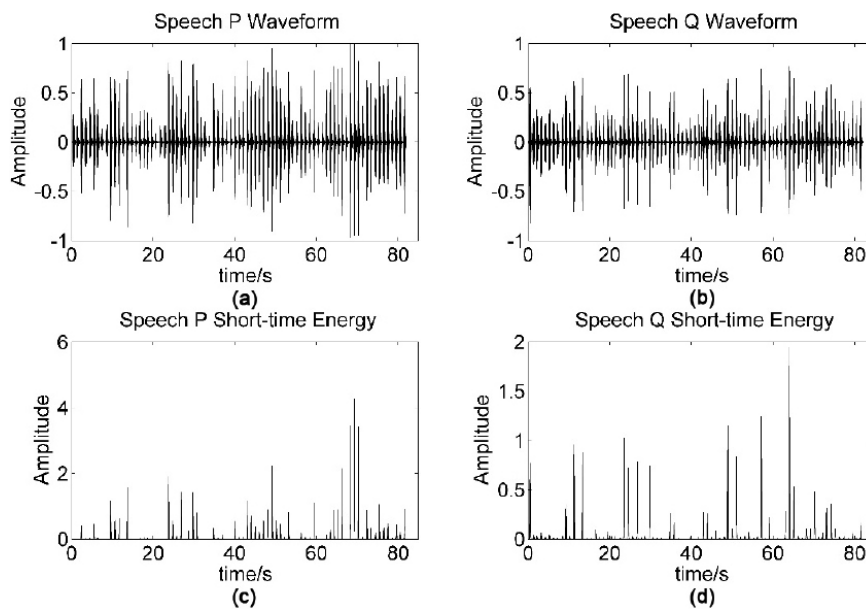 Speech P Waveform
1
0.5
0
-0.5
-1
Amplitude
0 20 40 60 80
time/s
(a)
Speech Q Waveform
1
0.5
0
-0.5
-1
Amplitude
0 20 40 60 80
time/s
(b)
Speech P Short-time Energy
6
4
2
0
Amplitude
0 20 40 60 80
time/s
(c)
Speech Q Short-time Energy
2
1.5
1
0.5
0
Amplitude
0 20 40 60 80
time/s
(d)